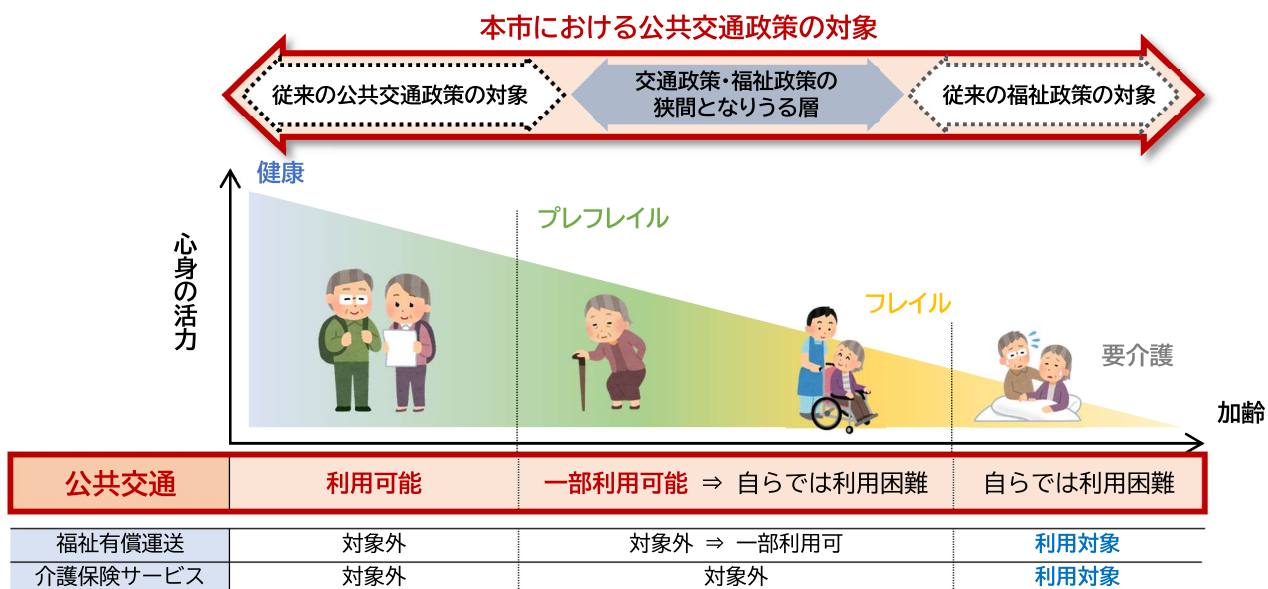 本市における公共交通政策の対象
従来の公共交通政策の対象
交通政策・福祉政策の
狭間となりうる層
従来の福祉政策の対象
健康
プレフレイル
フレイル
要介護
心身の活力
加齢
公共交通 利用可能 一部利用可能 ⇒ 自らでは利用困難 自らでは利用困難
福祉有償運送 対象外 対象外 ⇒ 一部利用可 利用対象
介護保険サービス 対象外 対象外 利用対象